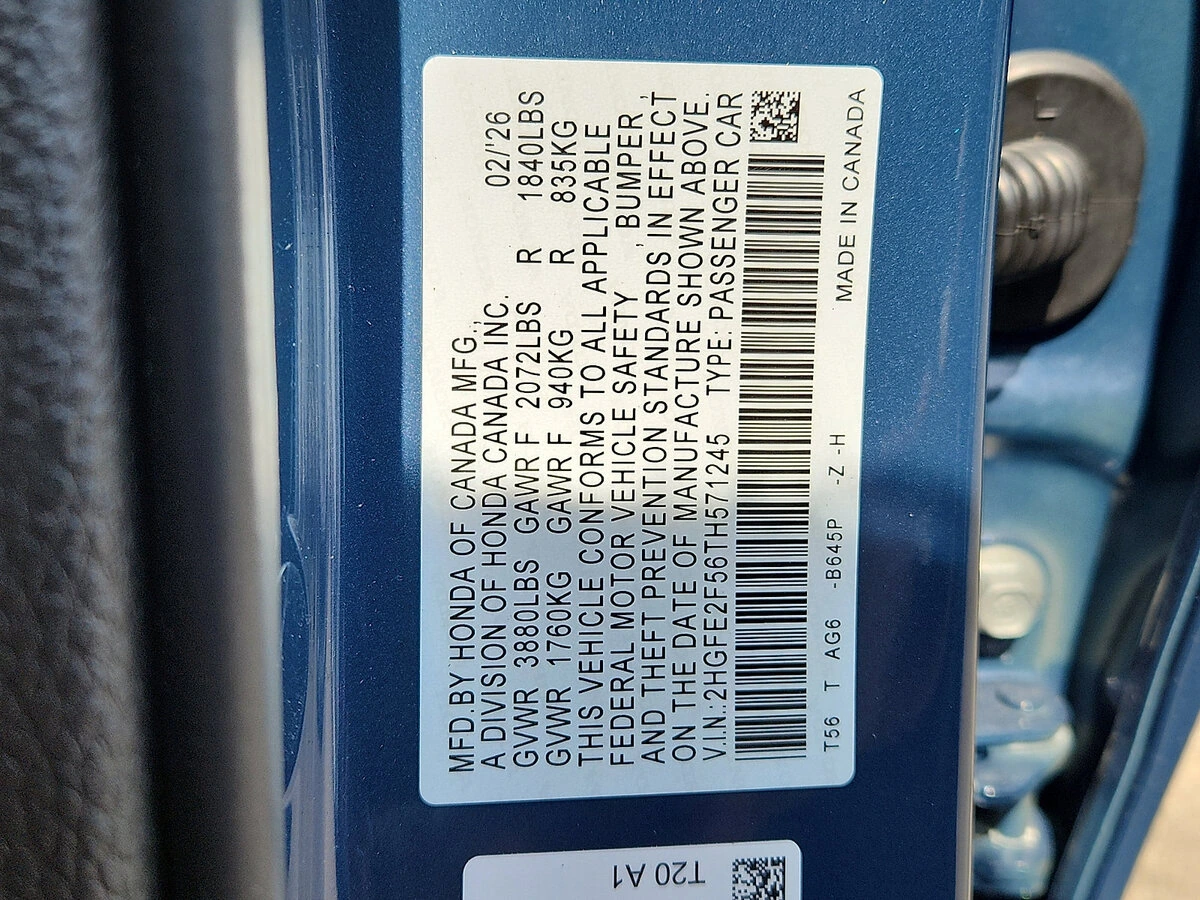 MFD.BY HONDA OF CANADA MFG.,
A DIVISION OF HONDA CANADA INC. 02/'26
GVWR 3880LBS GAWR F 2072LBS R 1840LBS
GVWR 1760KG GAWR F 940KG R 835KG
THIS VEHICLE CONFORMS TO ALL APPLICABLE
FEDERAL MOTOR VEHICLE SAFETY , BUMPER,
AND THEFT PREVENTION STANDARDS IN EFFECT
ON THE DATE OF MANUFACTURE SHOWN ABOVE.
V.I.N.:2HGFE2F56TH571245 TYPE: PASSENGER CAR
T56 T AG6 -B645P -Z -H MADE IN CANADA
T20 A1